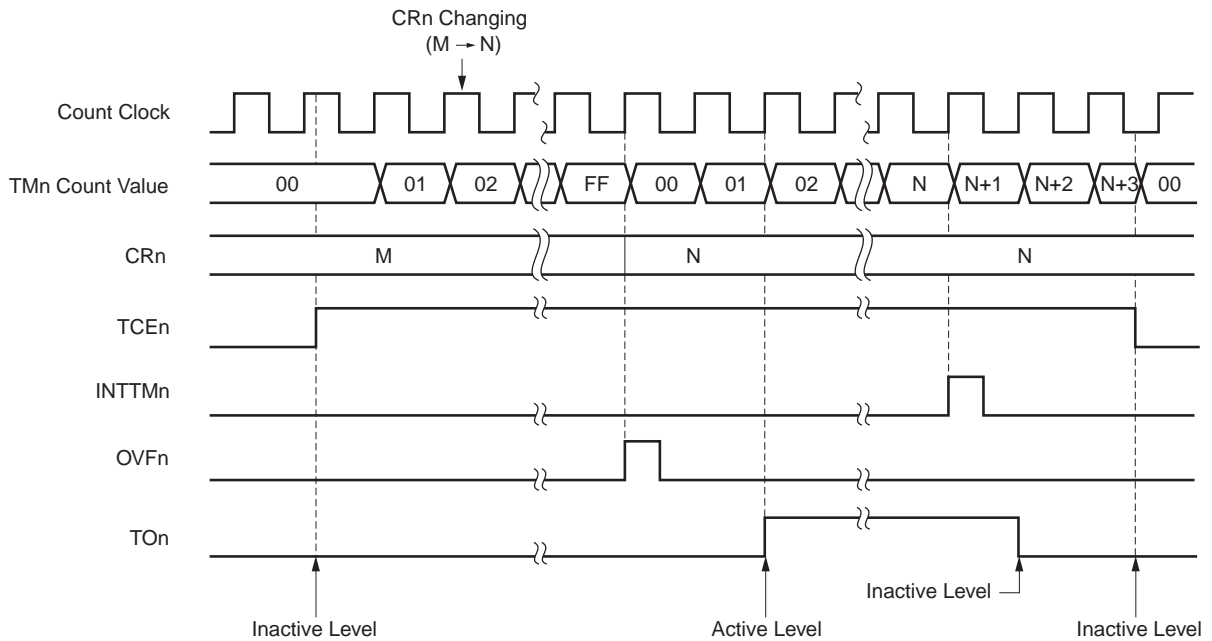 CRn Changing
(M → N)
Count Clock
TMn Count Value 00 01 02 FF 00 01 02 N N+1 N+2 N+3 00
CRn M N N
TCEn
INTTMn
OVFn
TOn
Inactive Level
Inactive Level Active Level Inactive Level